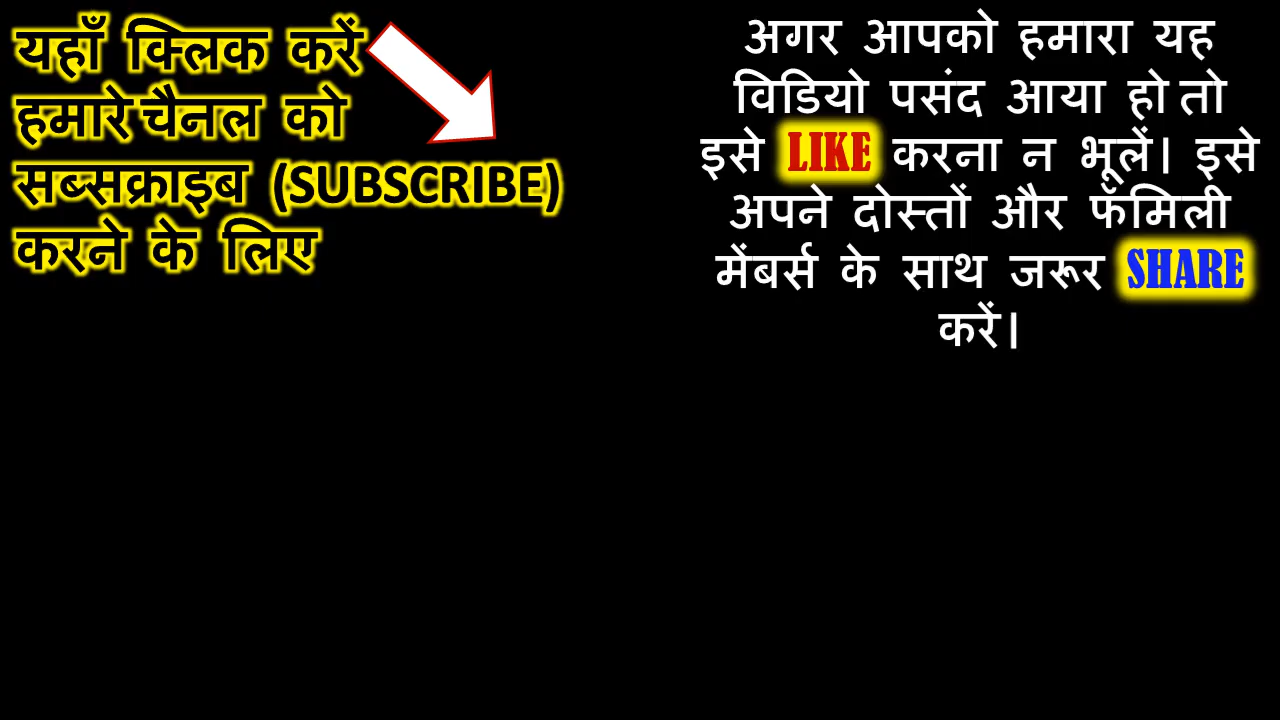 यहाँ क्लिक करें
हमारे चैनल को
सब्सक्राइब (SUBSCRIBE)
करने के लिए
अगर आपको हमारा यह
विडियो पसंद आया हो तो
इसे LIKE करना न भूलें। इसे
अपने दोस्तों और फॅमिली
मेंबर्स के साथ जरूर SHARE
करें।